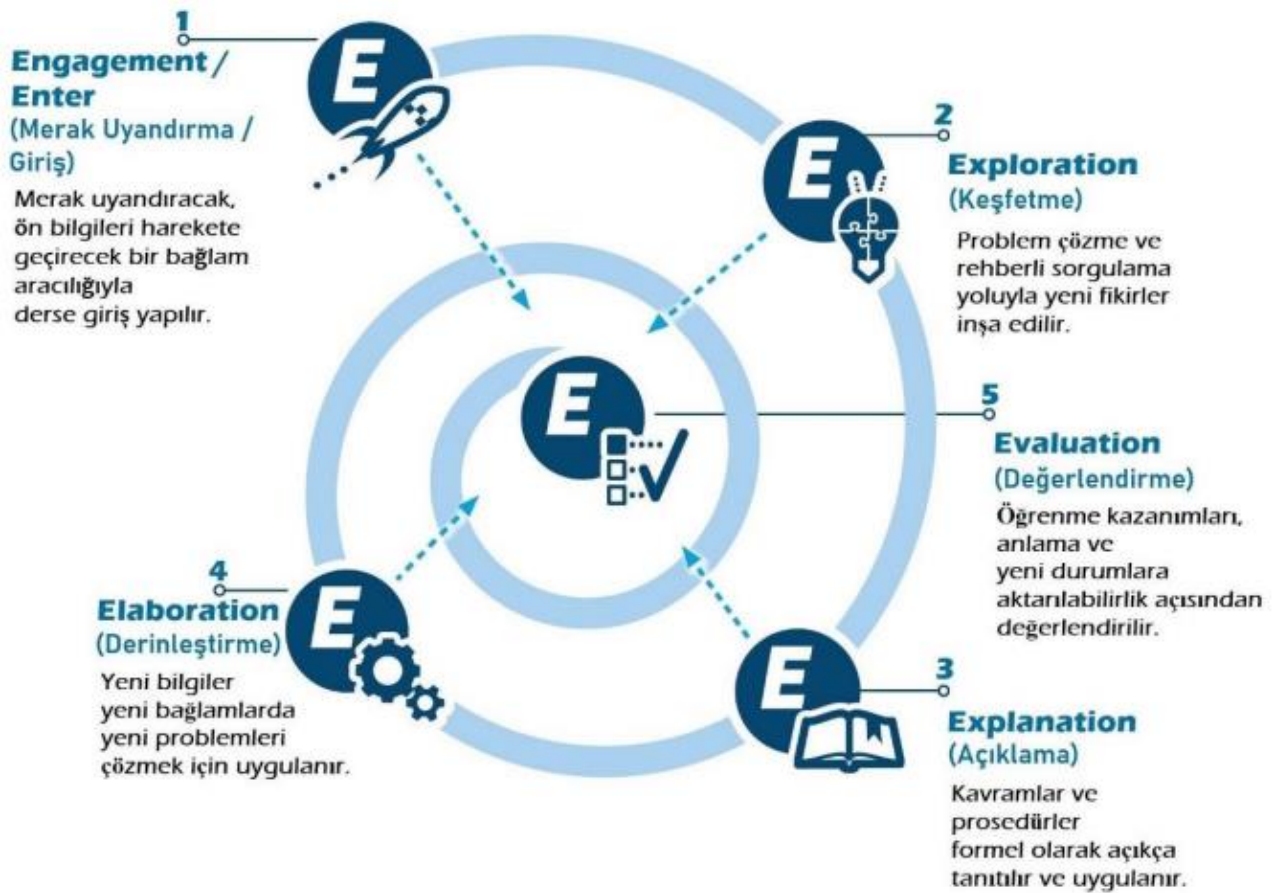 1
E
Engagement /
Enter
(Merak Uyandırma /
Giriş)
Merak uyandıracak,
ön bilgileri harekete
geçirecek bir bağlam
aracılığıyla
derse giriş yapılır.
2
E
Exploration
(Keşfetme)
Problem çözme ve
rehberli sorgulama
yoluyla yeni fikirler
inşa edilir.
3
E
Explanation
(Açıklama)
Kavramlar ve
prosedürler
formel olarak açıkça
tanıtılır ve uygulanır.
4
E
Elaboration
(Derinleştirme)
Yeni bilgiler
yeni bağlamlarda
yeni problemleri
çözmek için uygulanır.
5
E
Evaluation
(Değerlendirme)
Öğrenme kazanımları,
anlama ve
yeni durumlara
aktarılabilirlik açısından
değerlendirilir.